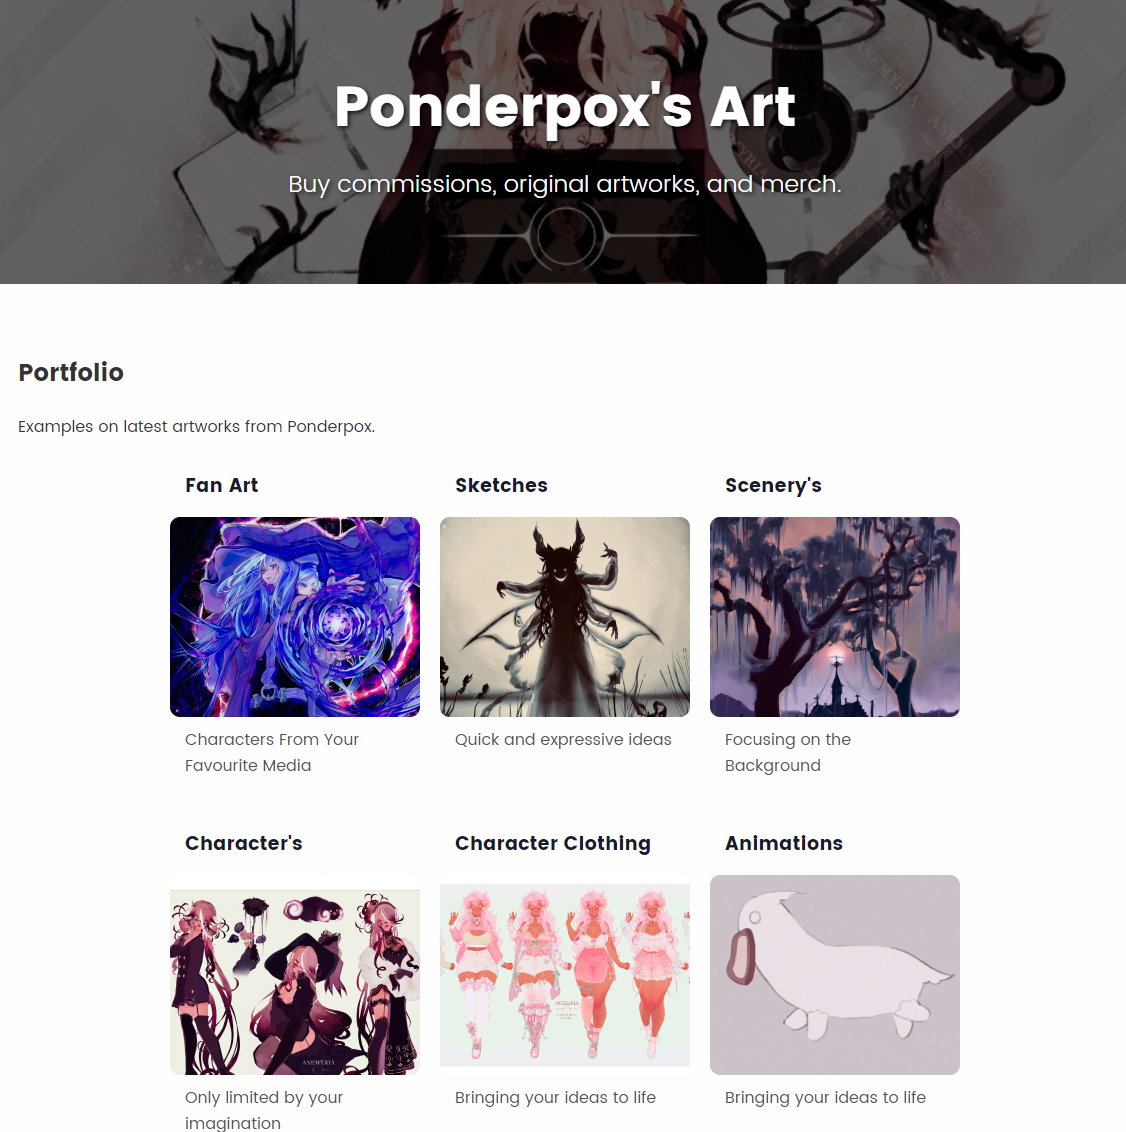 Ponderpox's Art
Buy commissions, original artworks, and merch.
Portfolio
Examples on latest artworks from Ponderpox.
Fan Art
Sketches
Scenery's
Characters From Your
Favourite Media
Quick and expressive ideas
Focusing on the
Background
Character's
Character Clothing
Animations
ANEMYRIA
ANEMYRIA
Only limited by your
imagination
Bringing your ideas to life
Bringing your ideas to life